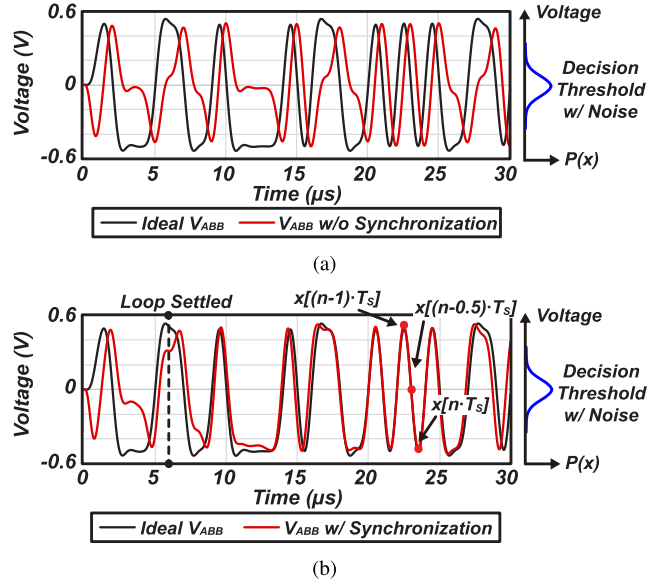 (a)
0.6
0
-0.6
Voltage (V)
0 5 10 15 20 25 30
Time (µs)
Voltage
Decision
Threshold
w/ Noise
P(x)
Ideal VABB VABB w/o Synchronization
(a)
Loop Settled
x[(n-1)·TS]
x[(n-0.5)·TS]
x[n·TS]
0.6
0
-0.6
Voltage (V)
0 5 10 15 20 25 30
Time (µs)
Voltage
Decision
Threshold
w/ Noise
P(x)
Ideal VABB VABB w/ Synchronization
(b)